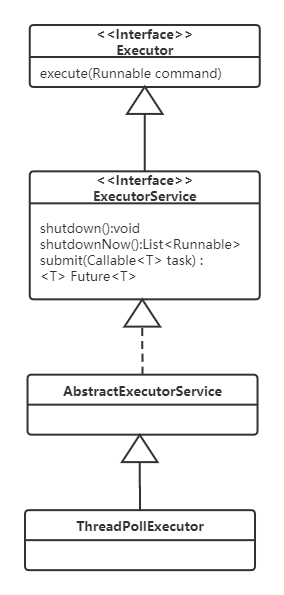 <<Interface>>
Executor
execute(Runnable command)
<<Interface>>
ExecutorService
shutdown():void
shutdownNow():List<Runnable>
submit(Callable<T> task) :
<T> Future<T>
AbstractExecutorService
ThreadPollExecutor